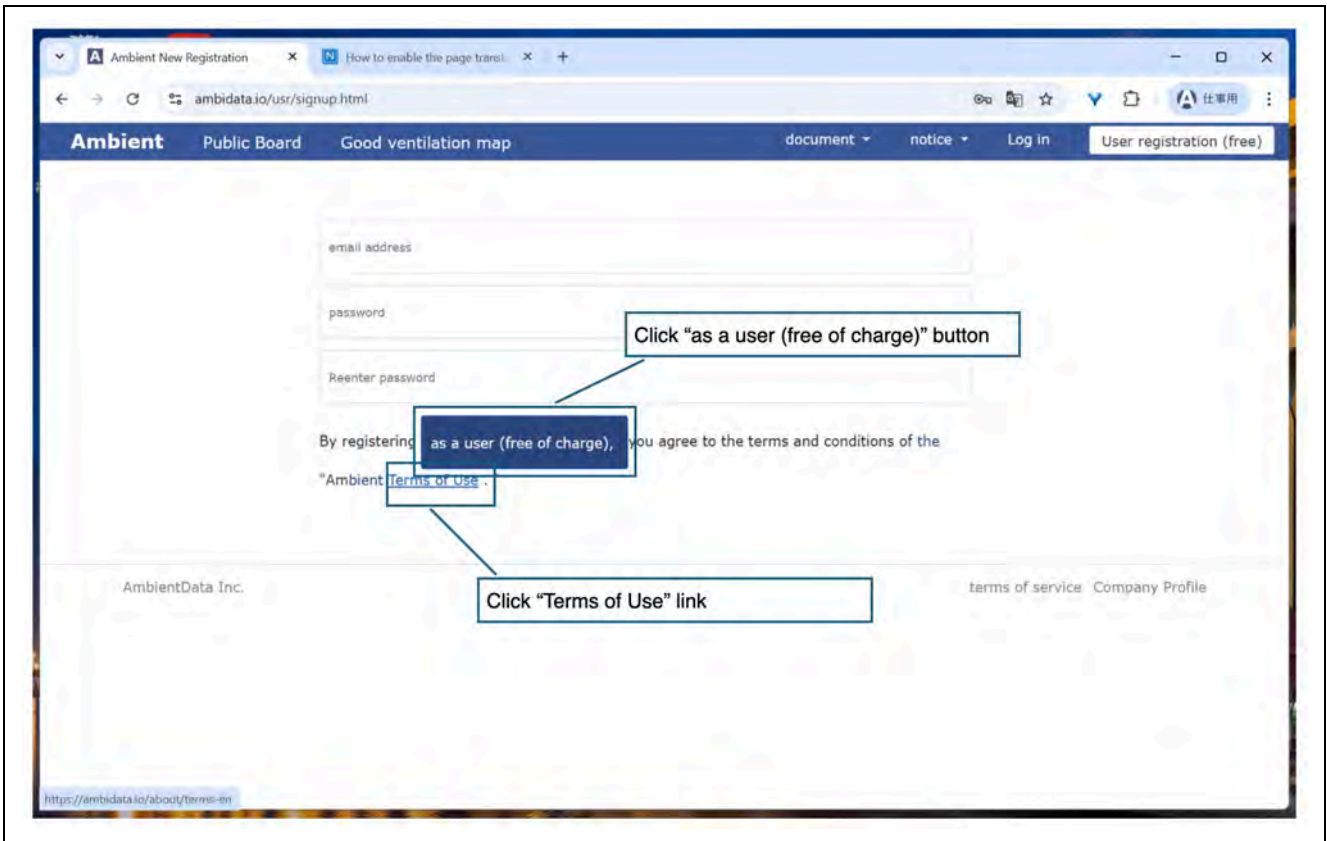 Ambient New Registration
How to enable the page transl
ambidata.io/usr/signup.html
仕事用
Ambient Public Board Good ventilation map document notice Log in User registration (free)
email address
password
Click “as a user (free of charge)” button
Reenter password
By registering as a user (free of charge), you agree to the terms and conditions of the
"Ambient Terms of Use .
AmbientData Inc.
Click “Terms of Use” link
terms of service Company Profile
https://ambidata.io/about/terms-en